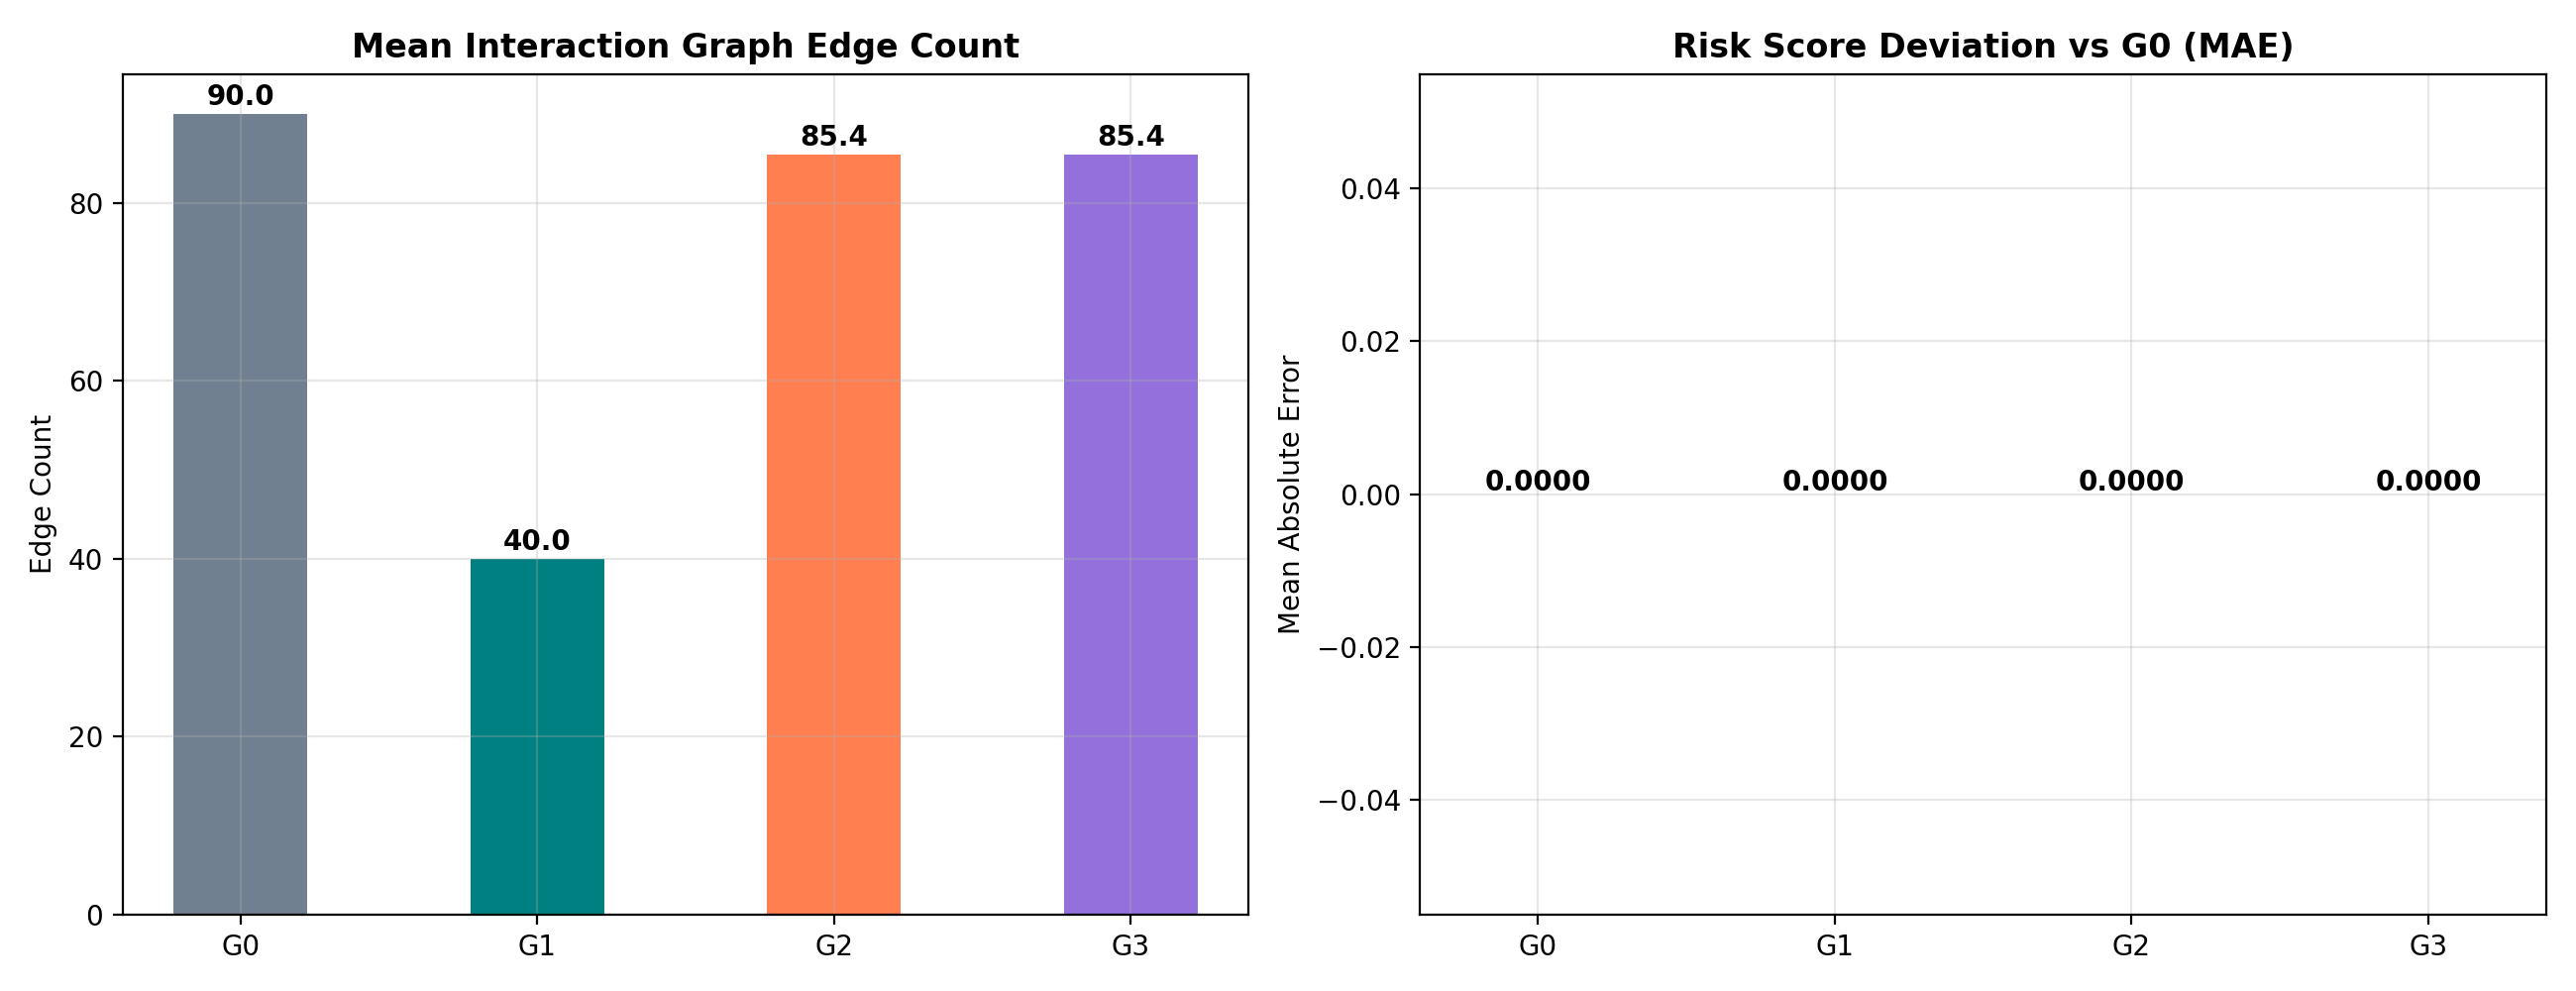 Mean Interaction Graph Edge Count
90.0
40.0
85.4
85.4
80
60
40
20
0
Edge Count
G0
G1
G2
G3
Risk Score Deviation vs G0 (MAE)
0.04
0.02
0.00
−0.02
−0.04
Mean Absolute Error
0.0000
0.0000
0.0000
0.0000
G0
G1
G2
G3